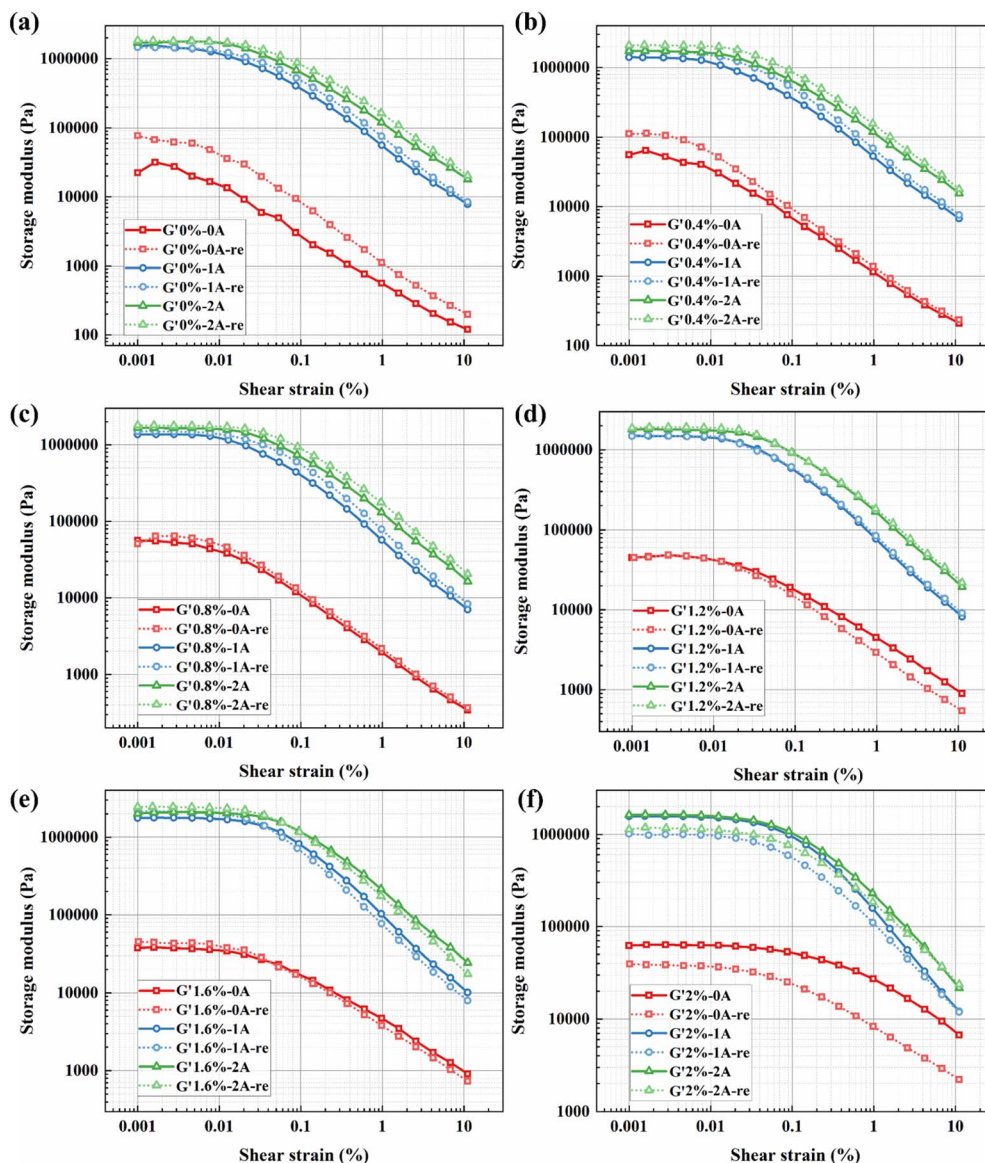 (a)
Storage modulus (Pa)
1000000
100000
10000
1000
100
G'0%-0A
G'0%-0A-re
G'0%-1A
G'0%-1A-re
G'0%-2A
G'0%-2A-re
0.001 0.01 0.1 1 10
Shear strain (%)
(b)
Storage modulus (Pa)
1000000
100000
10000
1000
100
G'0.4%-0A
G'0.4%-0A-re
G'0.4%-1A
G'0.4%-1A-re
G'0.4%-2A
G'0.4%-2A-re
0.001 0.01 0.1 1 10
Shear strain (%)
(c)
Storage modulus (Pa)
1000000
100000
10000
1000
G'0.8%-0A
G'0.8%-0A-re
G'0.8%-1A
G'0.8%-1A-re
G'0.8%-2A
G'0.8%-2A-re
0.001 0.01 0.1 1 10
Shear strain (%)
(d)
Storage modulus (Pa)
1000000
100000
10000
1000
G'1.2%-0A
G'1.2%-0A-re
G'1.2%-1A
G'1.2%-1A-re
G'1.2%-2A
G'1.2%-2A-re
0.001 0.01 0.1 1 10
Shear strain (%)
(e)
Storage modulus (Pa)
1000000
100000
10000
1000
G'1.6%-0A
G'1.6%-0A-re
G'1.6%-1A
G'1.6%-1A-re
G'1.6%-2A
G'1.6%-2A-re
0.001 0.01 0.1 1 10
Shear strain (%)
(f)
Storage modulus (Pa)
1000000
100000
10000
1000
G'2%-0A
G'2%-0A-re
G'2%-1A
G'2%-1A-re
G'2%-2A
G'2%-2A-re
0.001 0.01 0.1 1 10
Shear strain (%)